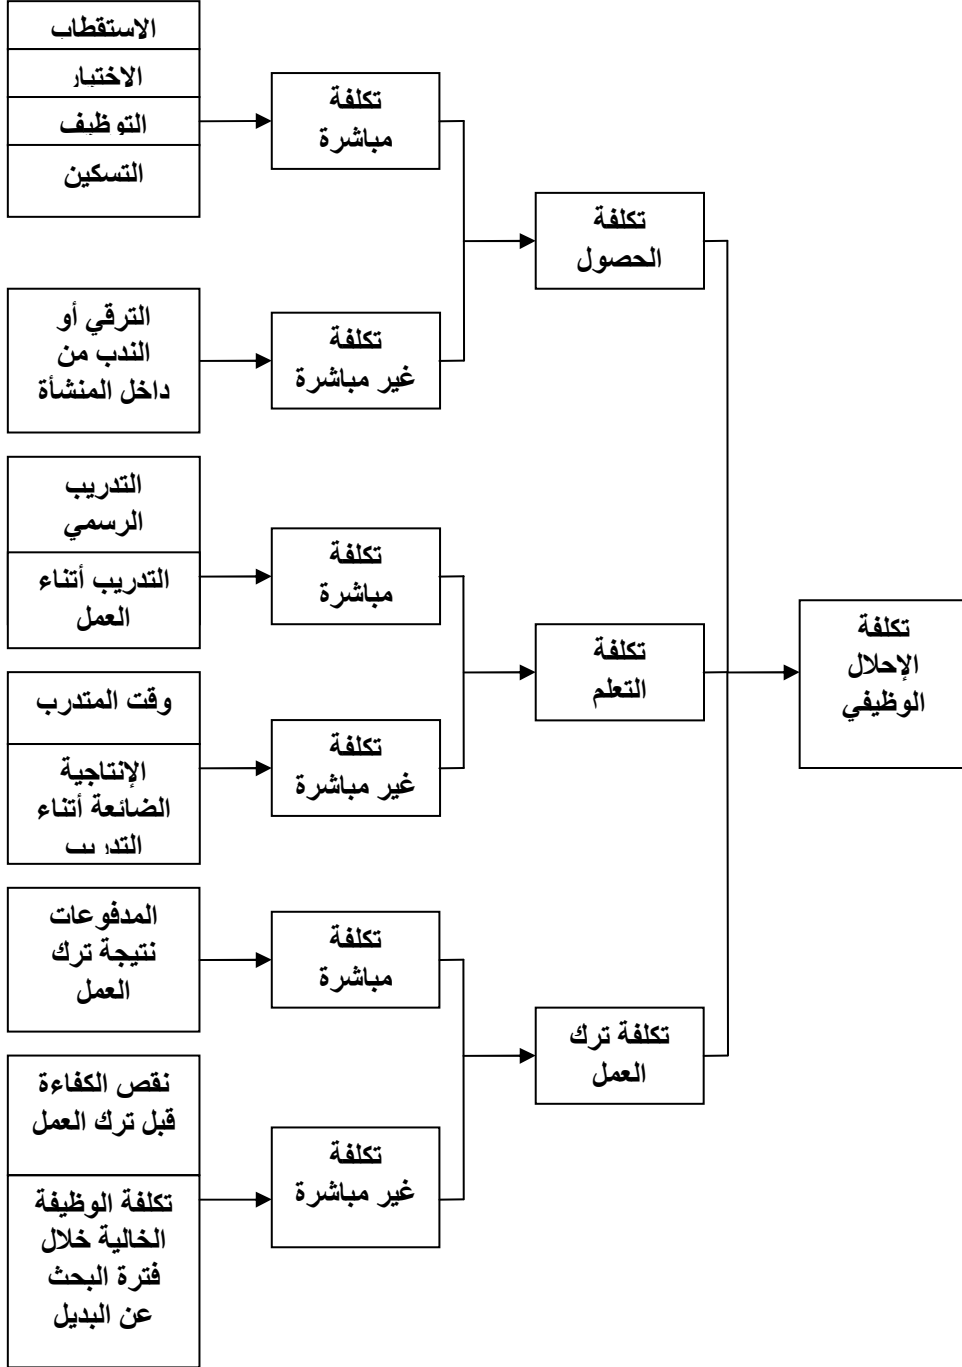 الاستقطاب
الاختبار
التوظيف
التسكين
تكلفة
مباشرة
تكلفة
الحصول
الترقي أو
الندب من
داخل المنشأة
تكلفة
غير مباشرة
التدريب
الرسمي
التدريب أثناء
العمل
تكلفة
مباشرة
تكلفة
التعلم
تكلفة
الإحلال
الوظيفي
وقت المتدرب
الإنتاجية
الضائعة أثناء
التدريب
تكلفة
غير مباشرة
المدفوعات
نتيجة ترك
العمل
تكلفة
مباشرة
تكلفة ترك
العمل
نقص الكفاءة
قبل ترك العمل
تكلفة الوظيفة
الخالية خلال
فترة البحث
عن البديل
تكلفة
غير مباشرة